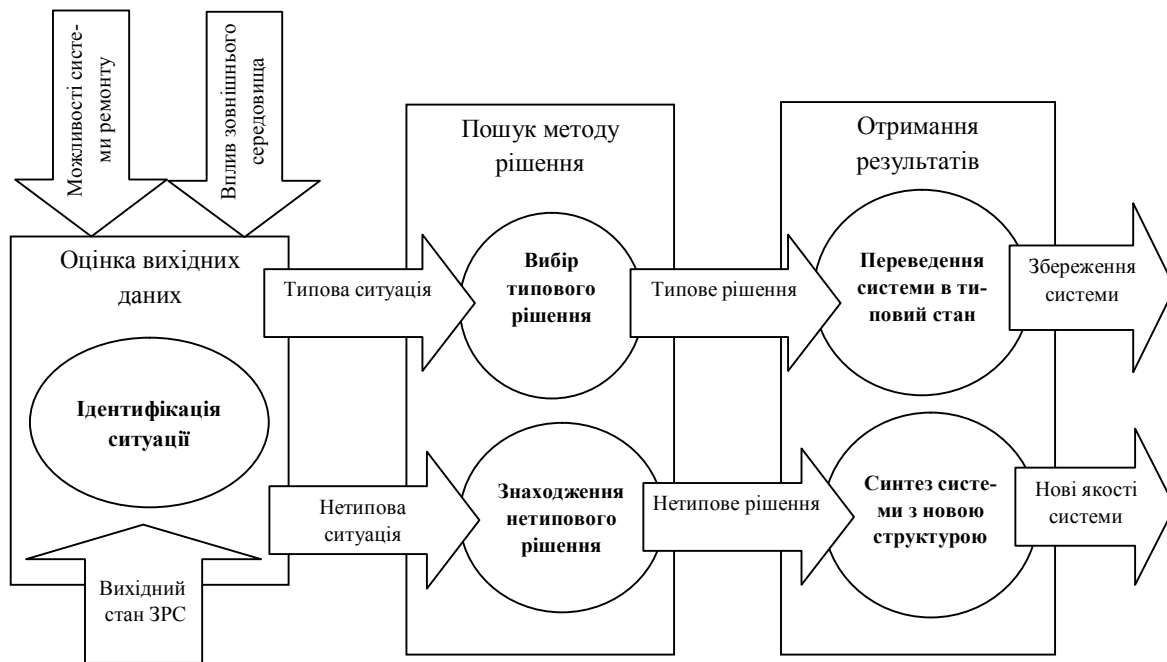 Можливості систе-
ми ремонту
Вплив зовнішнього
середовища
Оцінка вихідних
даних
Ідентифікація
ситуації
Вихідний
стан ЗРС
Типова ситуація
Нетипова
ситуація
Пошук методу
рішення
Вибір
типового
рішення
Знаходження
нетипового
рішення
Типове рішення
Нетипове рішення
Отримання
результатів
Переведення
системи в ти-
повий стан
Синтез систе-
ми з новою
структурою
Збереження
системи
Нові якості
системи